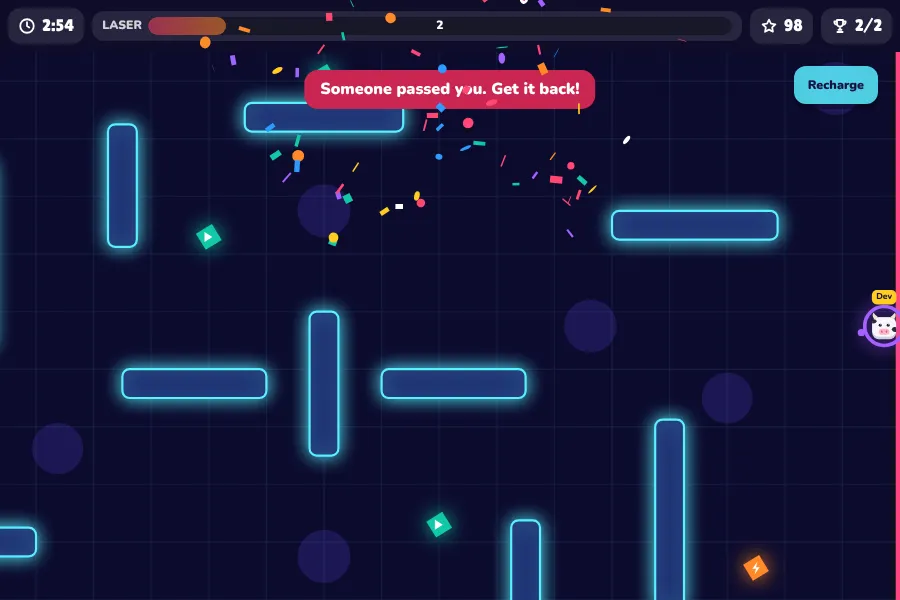 2:54
LASER
2
98
2/2
Someone passed you. Get it back!
Recharge
Dev